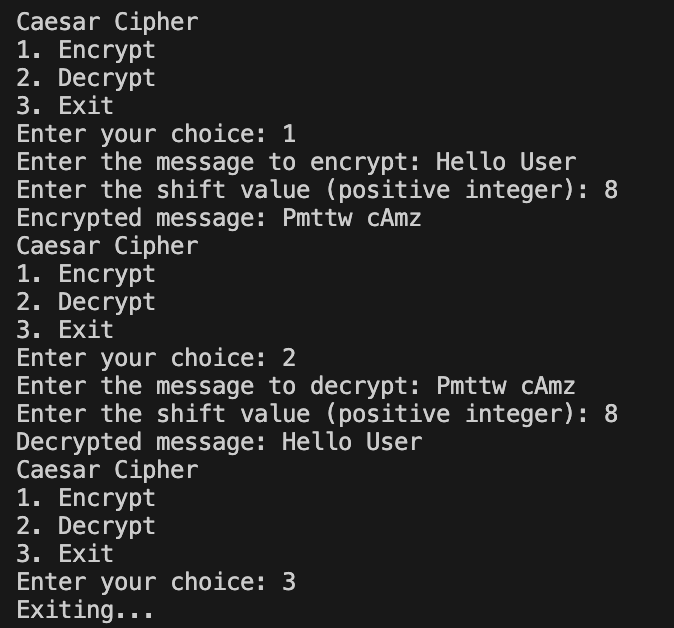 Caesar Cipher
1. Encrypt
2. Decrypt
3. Exit
Enter your choice: 1
Enter the message to encrypt: Hello User
Enter the shift value (positive integer): 8
Encrypted message: Pmttw cAmz
Caesar Cipher
1. Encrypt
2. Decrypt
3. Exit
Enter your choice: 2
Enter the message to decrypt: Pmttw cAmz
Enter the shift value (positive integer): 8
Decrypted message: Hello User
Caesar Cipher
1. Encrypt
2. Decrypt
3. Exit
Enter your choice: 3
Exiting...